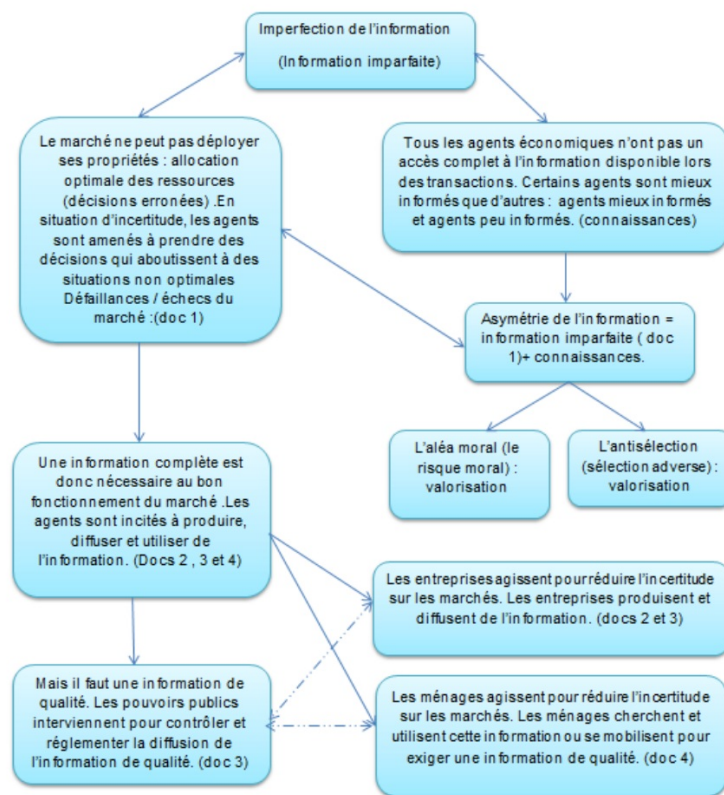 Imperfection de l'information
(Information imparfaite)
Le marché ne peut pas déployer
ses propriétés : allocation
optimale des ressources
(décisions erronées) .En
situation d'incertitude, les agents
sont amenés à prendre des
décisions qui aboutissent à des
situations non optimales
Défaillances / échecs du
marché :(doc 1)
Tous les agents économiques n'ont pas un
accès complet à l'information disponible lors
des transactions. Certains agents sont mieux
informés que d'autres : agents mieux informés
et agents peu informés. (connaissances)
Asymétrie de l'information =
information imparfaite ( doc
1)+ connaissances.
L'aléa moral (le
risque moral) :
valorisation
L'antisélection
(sélection adverse) :
valorisation
Une information complète est
donc nécessaire au bon
fonctionnement du marché .Les
agents sont incités à produire,
diffuser et utiliser de
l'information. (Docs 2 , 3 et 4)
Les entreprises agissent pour réduire l'incertitude
sur les marchés. Les entreprises produisent et
diffusent de l'information. (docs 2 et 3)
Mais il faut une information de
qualité. Les pouvoirs publics
interviennent pour contrôler et
réglementer la diffusion de
l'information de qualité. (doc 3)
Les ménages agissent pour réduire l'incertitude
sur les marchés. Les ménages cherchent et
utilisent cette information ou se mobilisent pour
exiger une information de qualité. (doc 4)